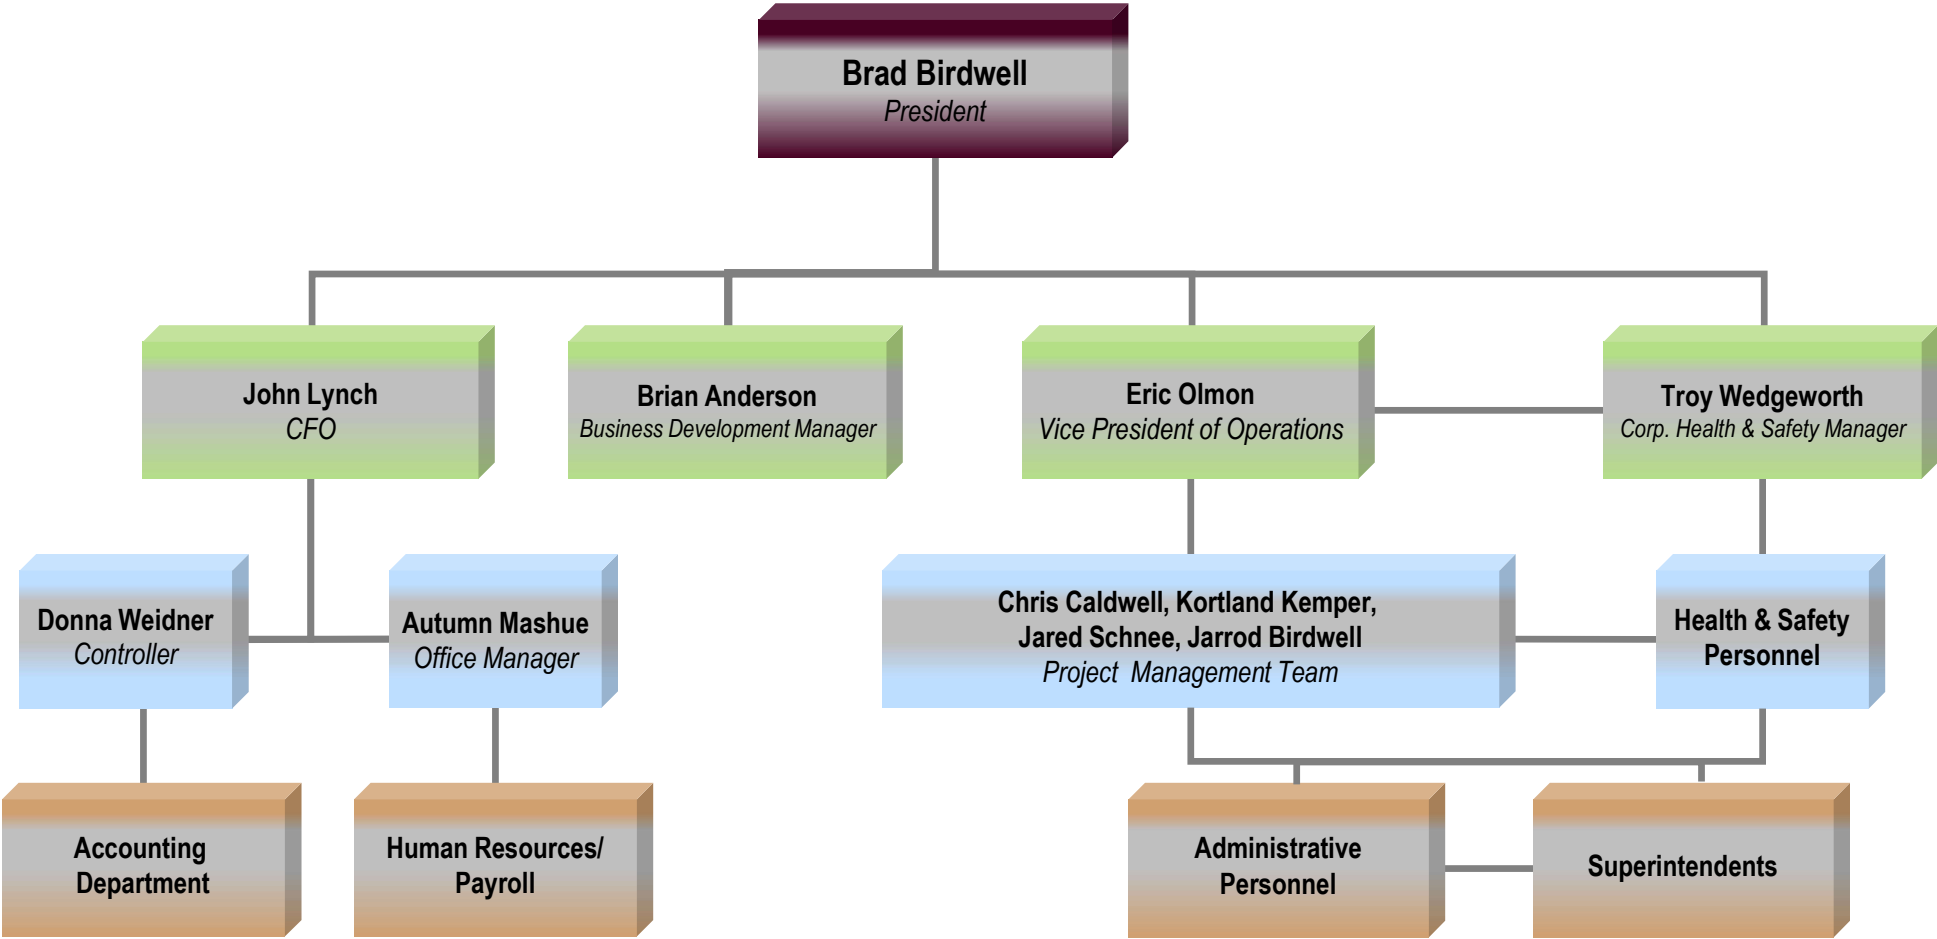 Brad Birdwell
President
John Lynch
CFO
Brian Anderson
Business Development Manager
Eric Olmon
Vice President of Operations
Troy Wedgeworth
Corp. Health & Safety Manager
Donna Weidner
Controller
Autumn Mashue
Office Manager
Chris Caldwell, Kortland Kemper,
Jared Schnee, Jarrod Birdwell
Project Management Team
Health & Safety
Personnel
Accounting
Department
Human Resources/
Payroll
Administrative
Personnel
Superintendents